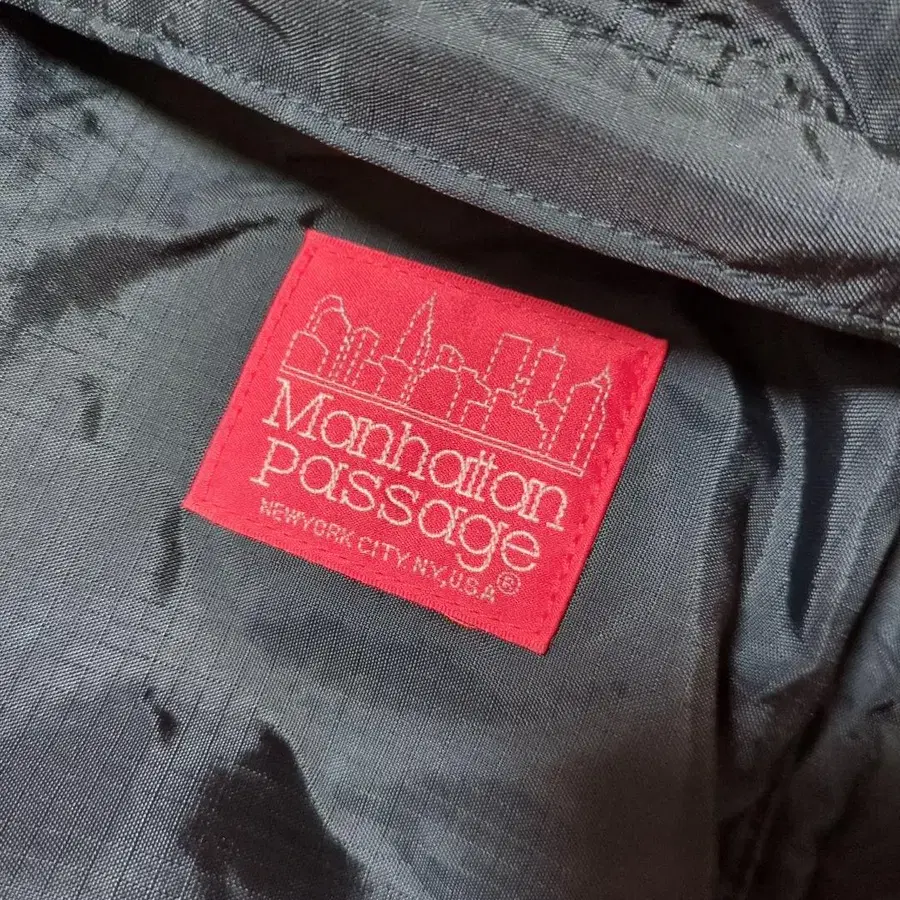 Manhattan
Passage
NEWYORK CITY, NY, U.S.A ®